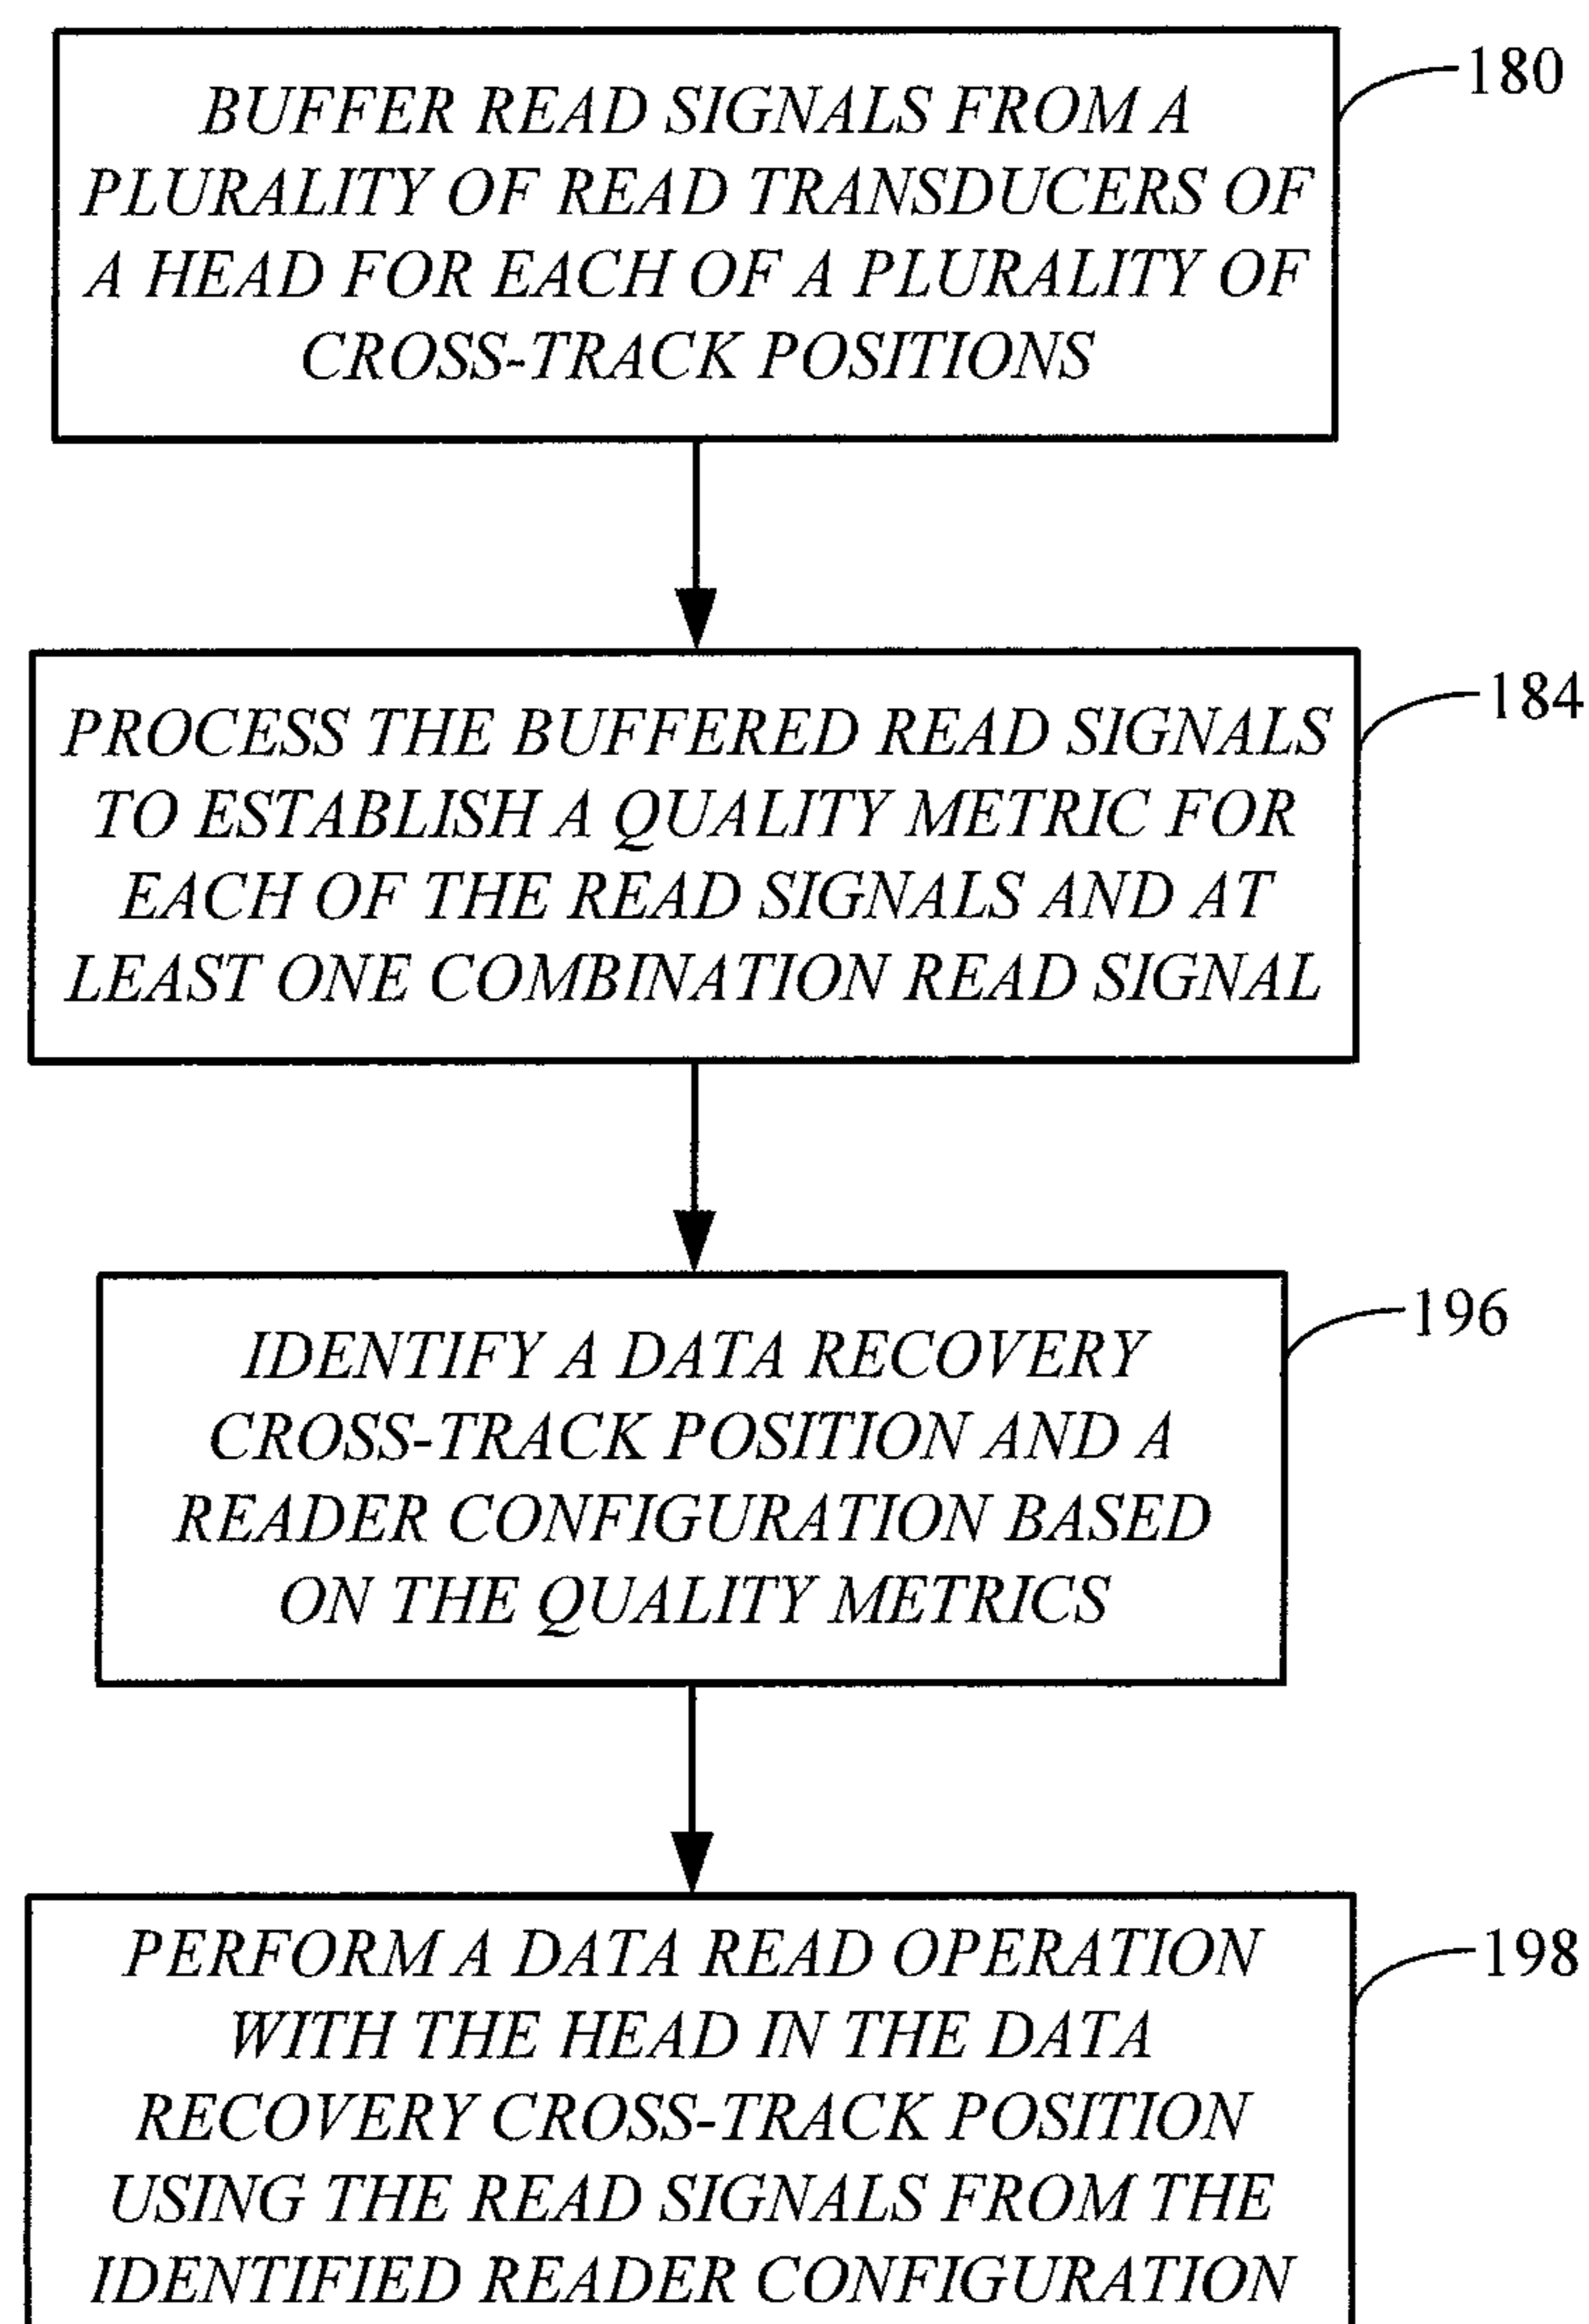 BUFFER READ SIGNALS FROM A
PLURALITY OF READ TRANSDUCERS OF
A HEAD FOR EACH OF A PLURALITY OF
CROSS-TRACK POSITIONS
180
PROCESS THE BUFFERED READ SIGNALS
TO ESTABLISH A QUALITY METRIC FOR
EACH OF THE READ SIGNALS AND AT
LEAST ONE COMBINATION READ SIGNAL
184
IDENTIFY A DATA RECOVERY
CROSS-TRACK POSITION AND A
READER CONFIGURATION BASED
ON THE QUALITY METRICS
196
PERFORM A DATA READ OPERATION
WITH THE HEAD IN THE DATA
RECOVERY CROSS-TRACK POSITION
USING THE READ SIGNALS FROM THE
IDENTIFIED READER CONFIGURATION
198